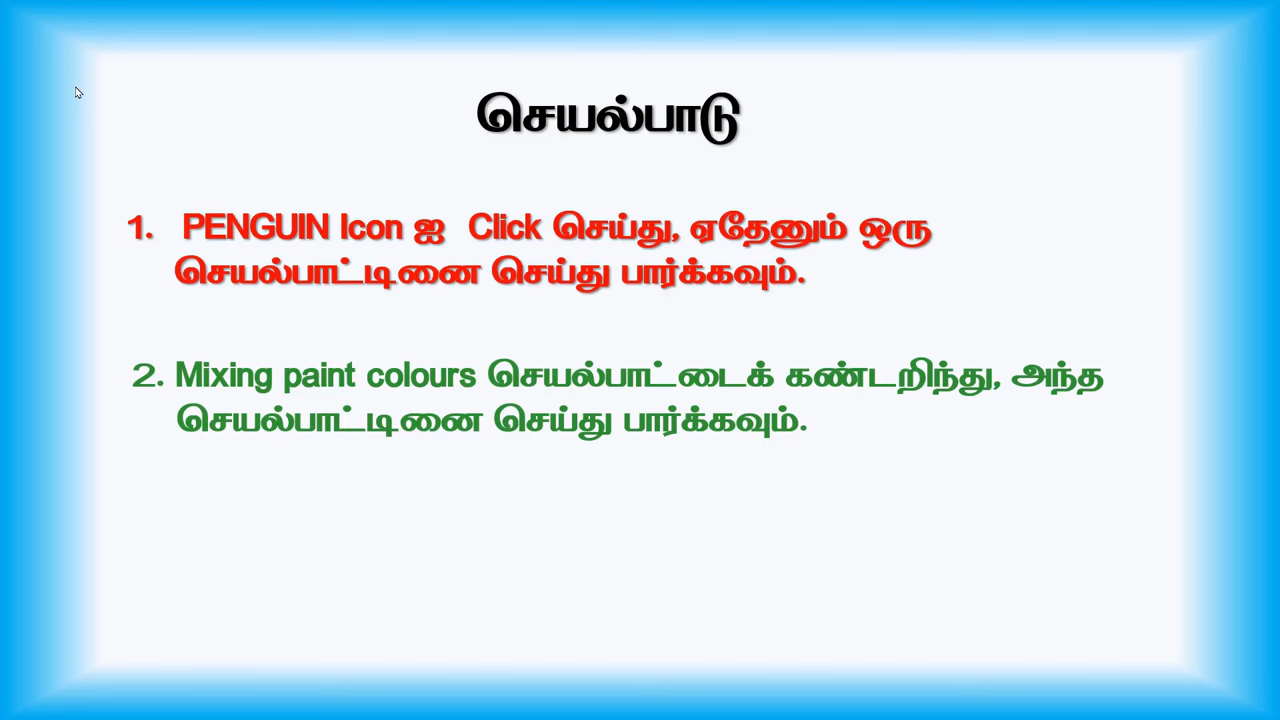 செயல்பாடு
1. PENGUIN Icon ஐ Click செய்து, ஏதேனும் ஒரு
செயல்பாட்டினை செய்து பார்க்கவும்.
2. Mixing paint colours செயல்பாட்டைக் கண்டறிந்து, அந்த
செயல்பாட்டினை செய்து பார்க்கவும்.